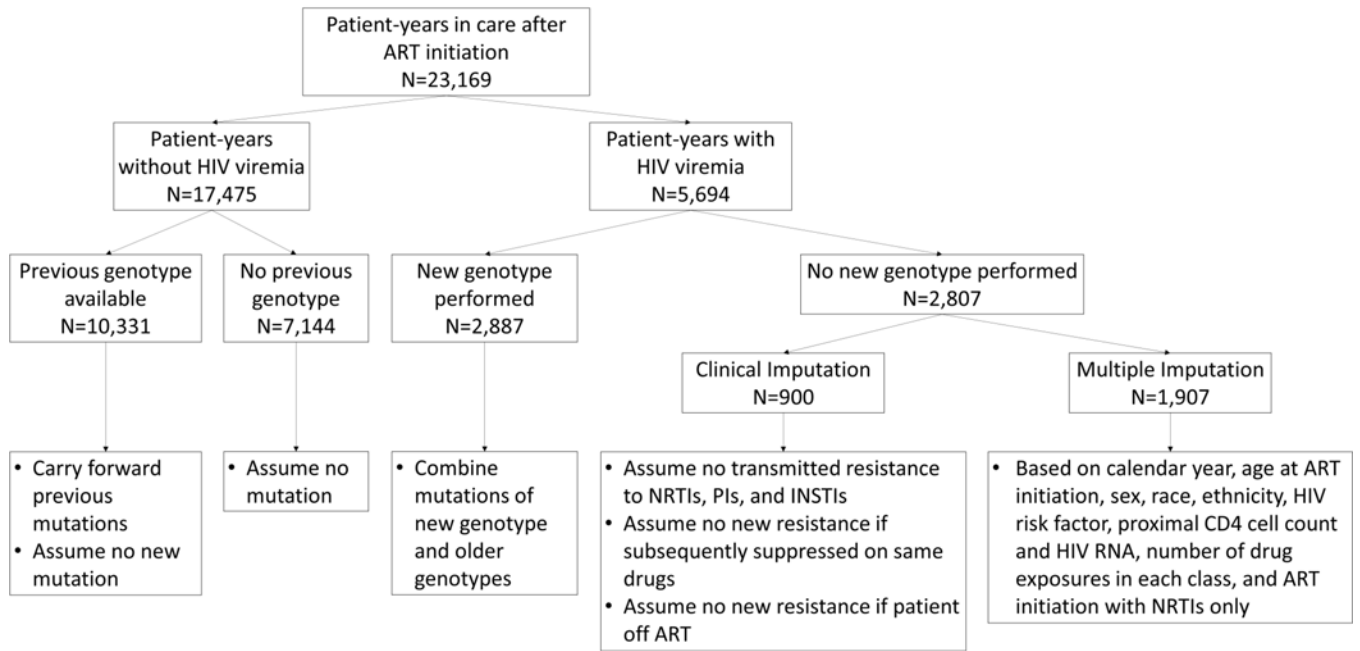 Patient-years in care after
ART initiation
N=23,169
Patient-years
without HIV viremia
N=17,475
Patient-years with
HIV viremia
N=5,694
Previous genotype
available
N=10,331
No previous
genotype
N=7,144
New genotype
performed
N=2,887
No new genotype performed
N=2,807
Clinical Imputation
N=900
Multiple Imputation
N=1,907
• Carry forward
previous
mutations
• Assume no new
mutation
• Assume no
mutation
• Combine
mutations of
new genotype
and older
genotypes
• Assume no transmitted resistance
to NRTIs, PIs, and INSTIs
• Assume no new resistance if
subsequently suppressed on same
drugs
• Assume no new resistance if patient
off ART
• Based on calendar year, age at ART
initiation, sex, race, ethnicity, HIV
risk factor, proximal CD4 cell count
and HIV RNA, number of drug
exposures in each class, and ART
initiation with NRTIs only